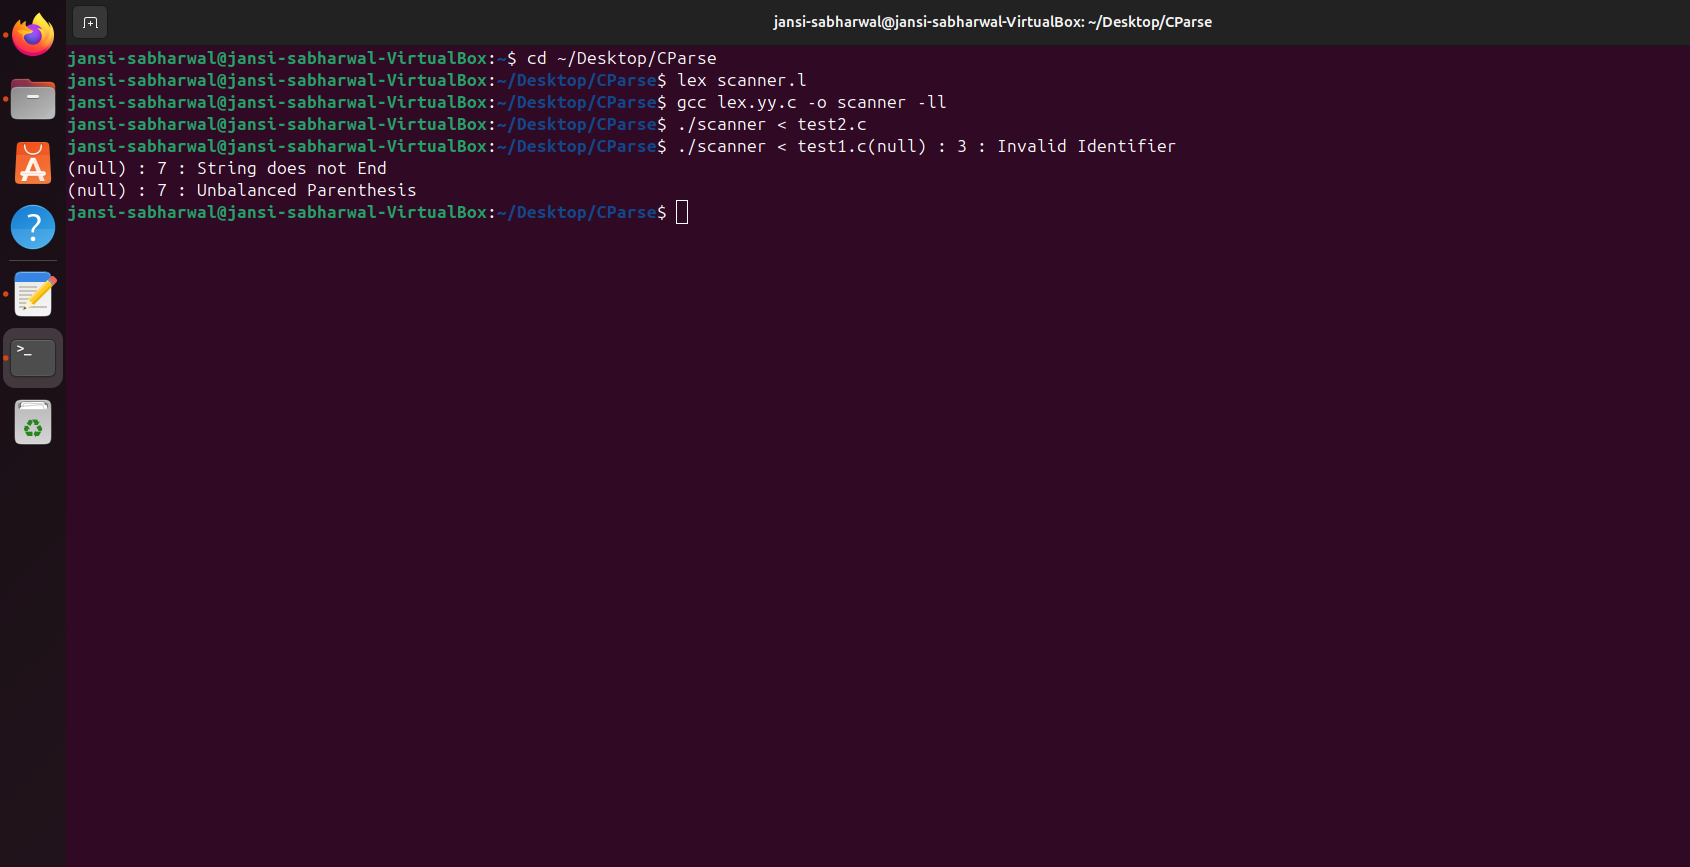 jansi-sabharwal@jansi-sabharwal-VirtualBox: ~/Desktop/CParse
jansi-sabharwal@jansi-sabharwal-VirtualBox:~$ cd ~/Desktop/CParse
jansi-sabharwal@jansi-sabharwal-VirtualBox:~/Desktop/CParse$ lex scanner.l
jansi-sabharwal@jansi-sabharwal-VirtualBox:~/Desktop/CParse$ gcc lex.yy.c -o scanner -ll
jansi-sabharwal@jansi-sabharwal-VirtualBox:~/Desktop/CParse$ ./scanner < test2.c
jansi-sabharwal@jansi-sabharwal-VirtualBox:~/Desktop/CParse$ ./scanner < test1.c(null) : 3 : Invalid Identifier
(null) : 7 : String does not End
(null) : 7 : Unbalanced Parenthesis
jansi-sabharwal@jansi-sabharwal-VirtualBox:~/Desktop/CParse$